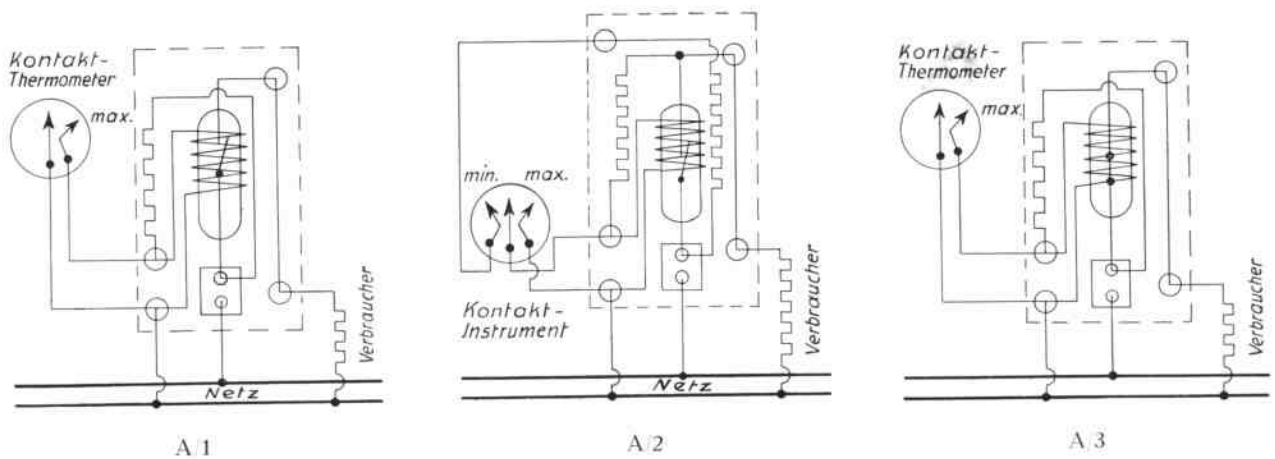 Kontakt-
Thermometer
max.
Verbraucher
Netz
A/1
min.
max.
Kontakt-
Instrument
Verbraucher
Netz
A/2
Kontakt-
Thermometer
max.
Verbraucher
A/3